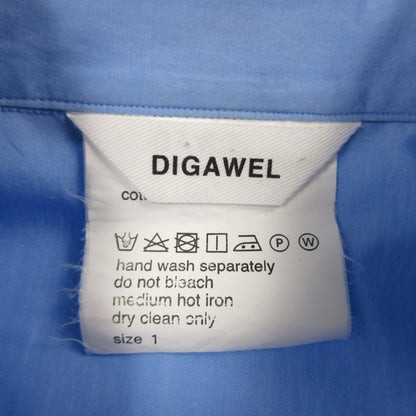 DIGAWEL
P W
hand wash separately
do not bleach
medium hot iron
dry clean only
size 1